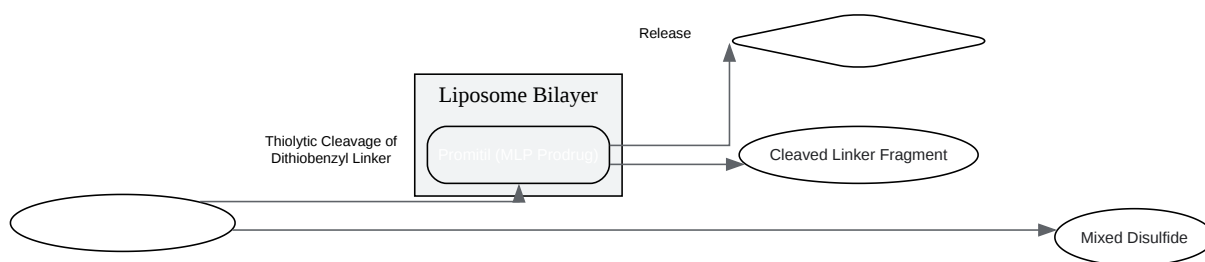 Release
Liposome Bilayer
Thiolytic Cleavage of
Dithiobenzyl Linker
Promitil (MLP Prodrug)
Cleaved Linker Fragment
Mixed Disulfide